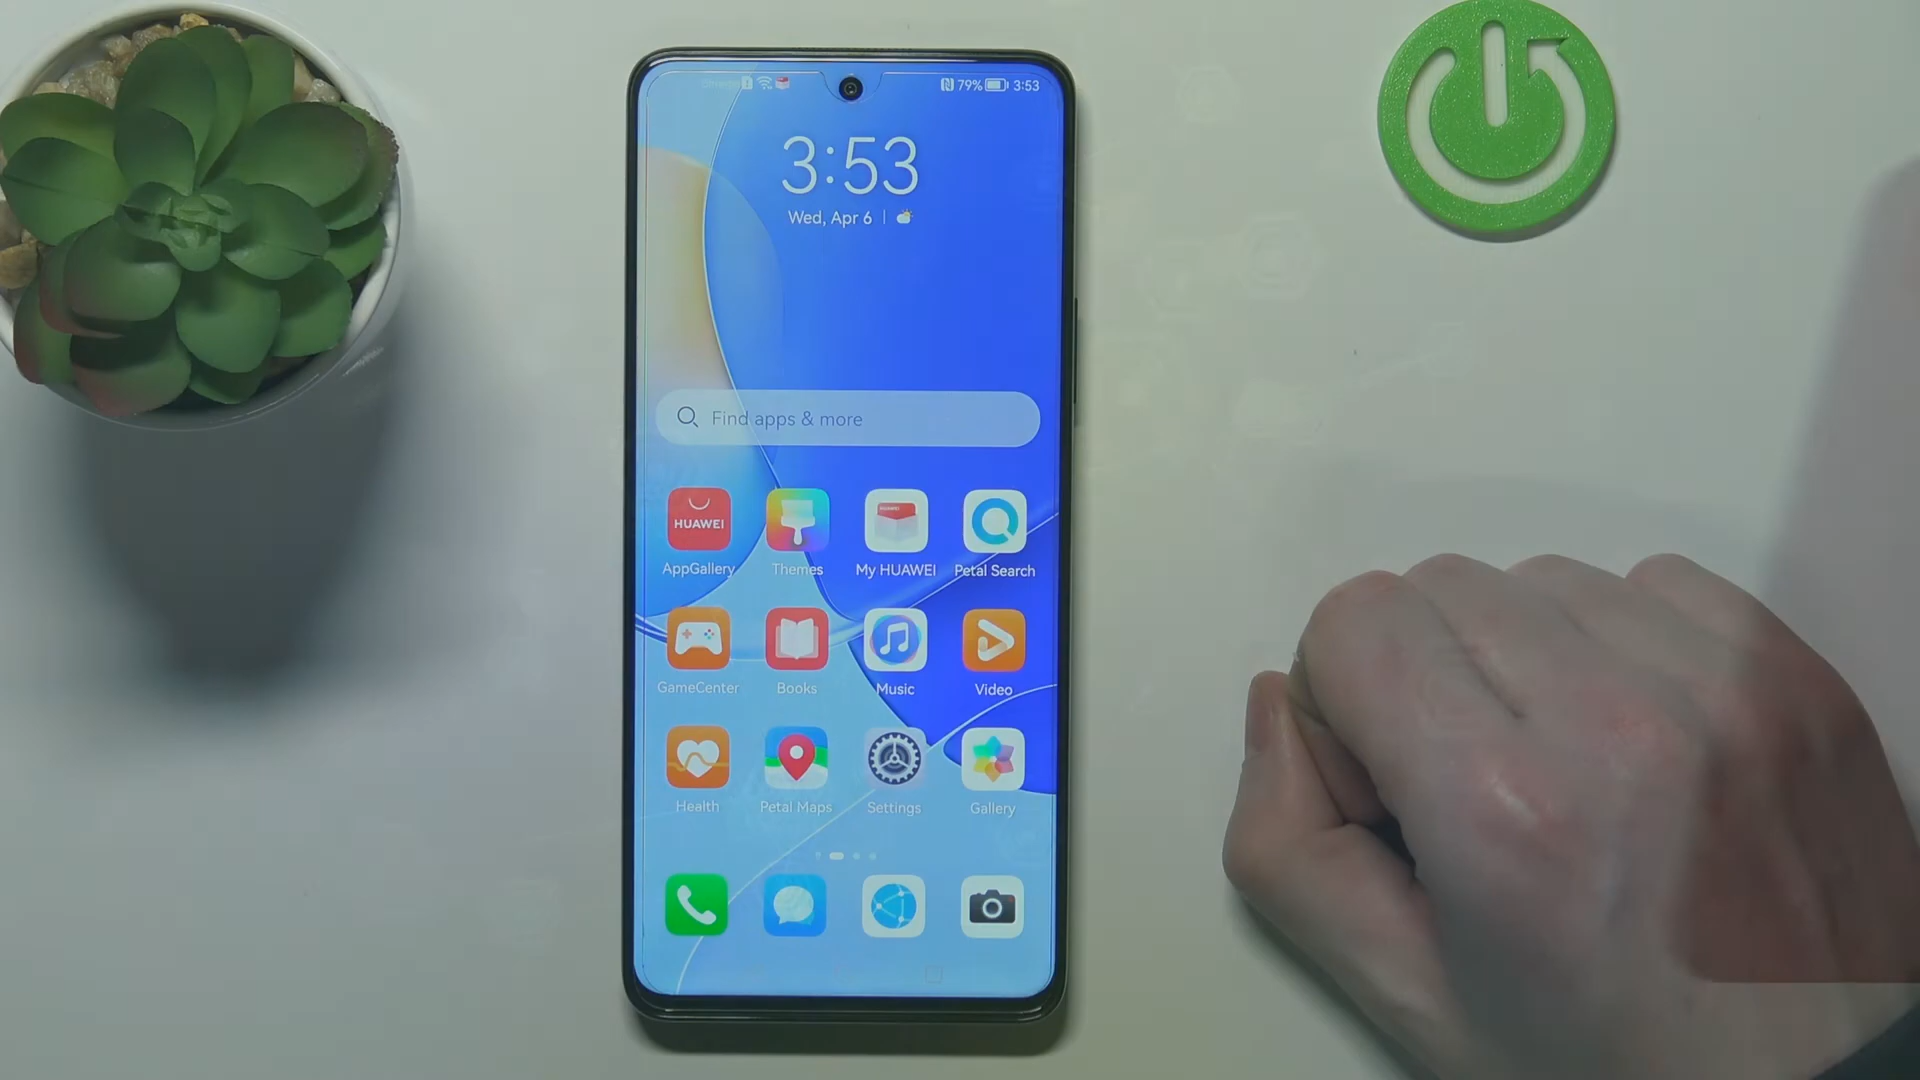 79% 3:53
3:53
Wed, Apr 6
Find apps & more
HUAWEI
HUAWEI
AppGallery Themes My HUAWEI Petal Search
GameCenter Books Music Video
Health Petal Maps Settings Gallery